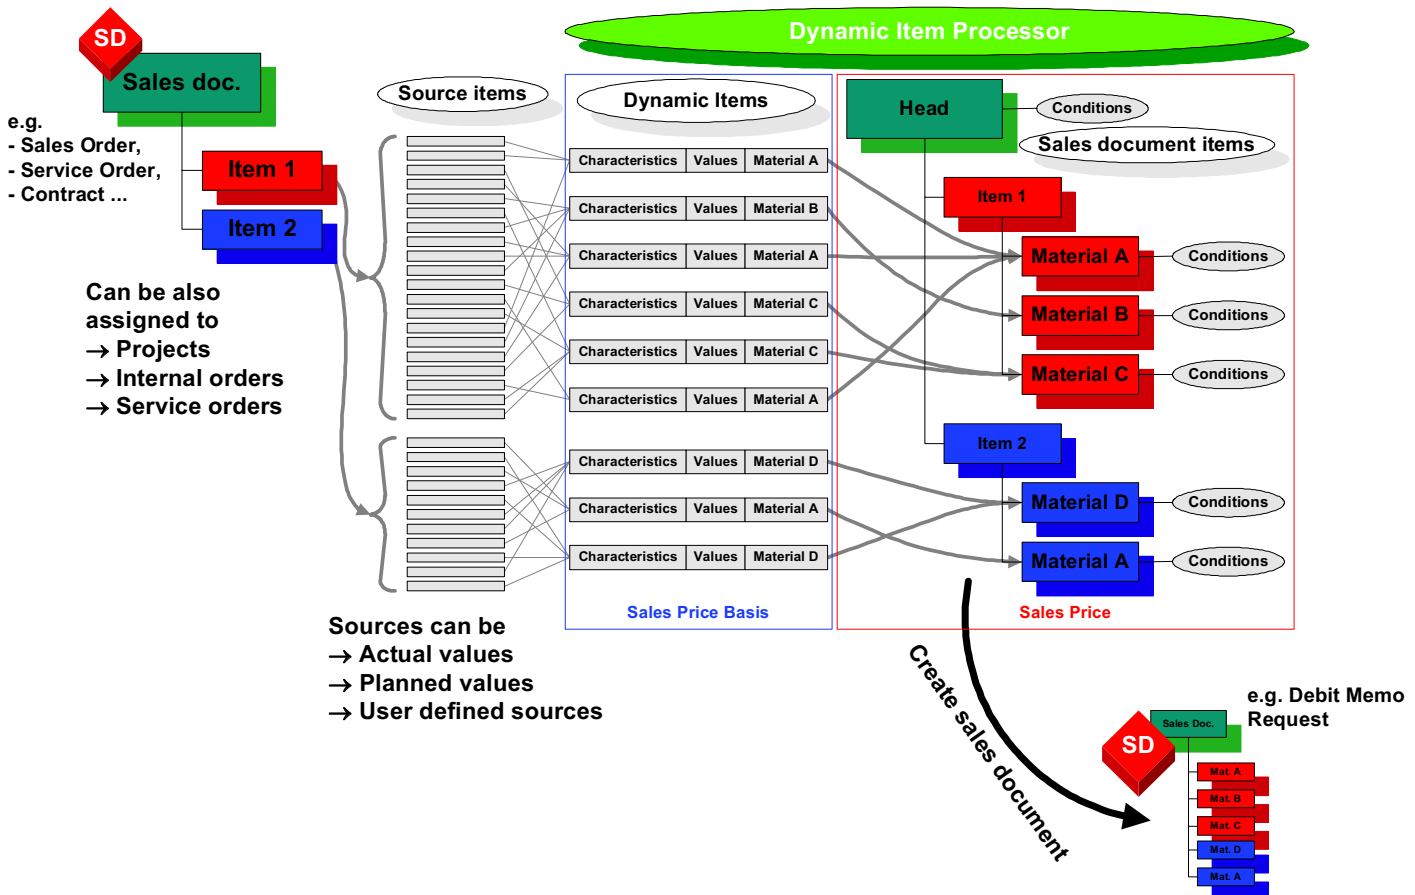 Dynamic Item Processor
SD
Sales doc.
e.g.
- Sales Order,
- Service Order,
- Contract ...
Item 1
Item 2
Can be also
assigned to
→ Projects
→ Internal orders
→ Service orders
Source items
Sources can be
→ Actual values
→ Planned values
→ User defined sources
Dynamic Items
Characteristics Values Material A
Characteristics Values Material B
Characteristics Values Material A
Characteristics Values Material C
Characteristics Values Material C
Characteristics Values Material A
Characteristics Values Material D
Characteristics Values Material A
Characteristics Values Material D
Sales Price Basis
Head
Conditions
Sales document items
Item 1
Material A
Conditions
Material B
Conditions
Material C
Conditions
Item 2
Material D
Conditions
Material A
Conditions
Sales Price
Create sales document
e.g. Debit Memo
Request
SD
Sales Doc.
Mat. A
Mat. B
Mat. C
Mat. D
Mat. A